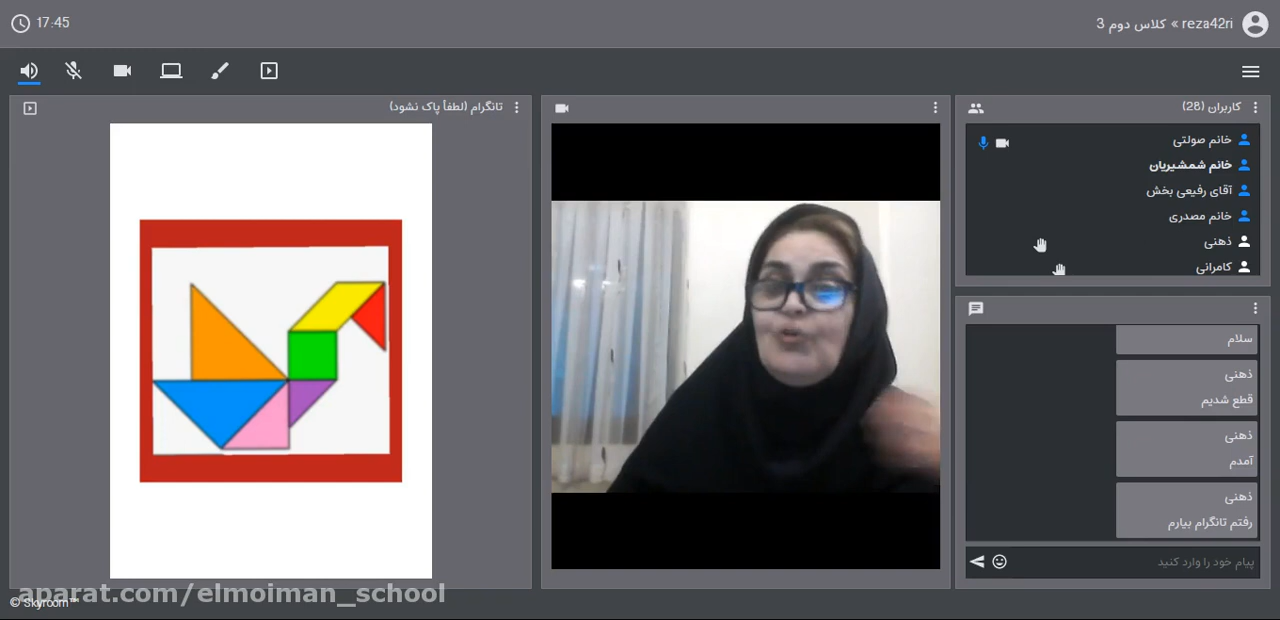 17:45
reza42ri » کلاس دوم 3
تانگرام (لطفاً پاک نشود)
کاربران (28)
خانم صولتی
خانم شمشیریان
آقای رفیعی بخش
خانم مصدری
ذهنی
کامرانی
سلام
ذهنی
قطع شدیم
ذهنی
آمدم
ذهنی
رفتم تانگرام بیارم
پیام خود را وارد کنید
aparat.com/elmoiman_school
© Skyroom™